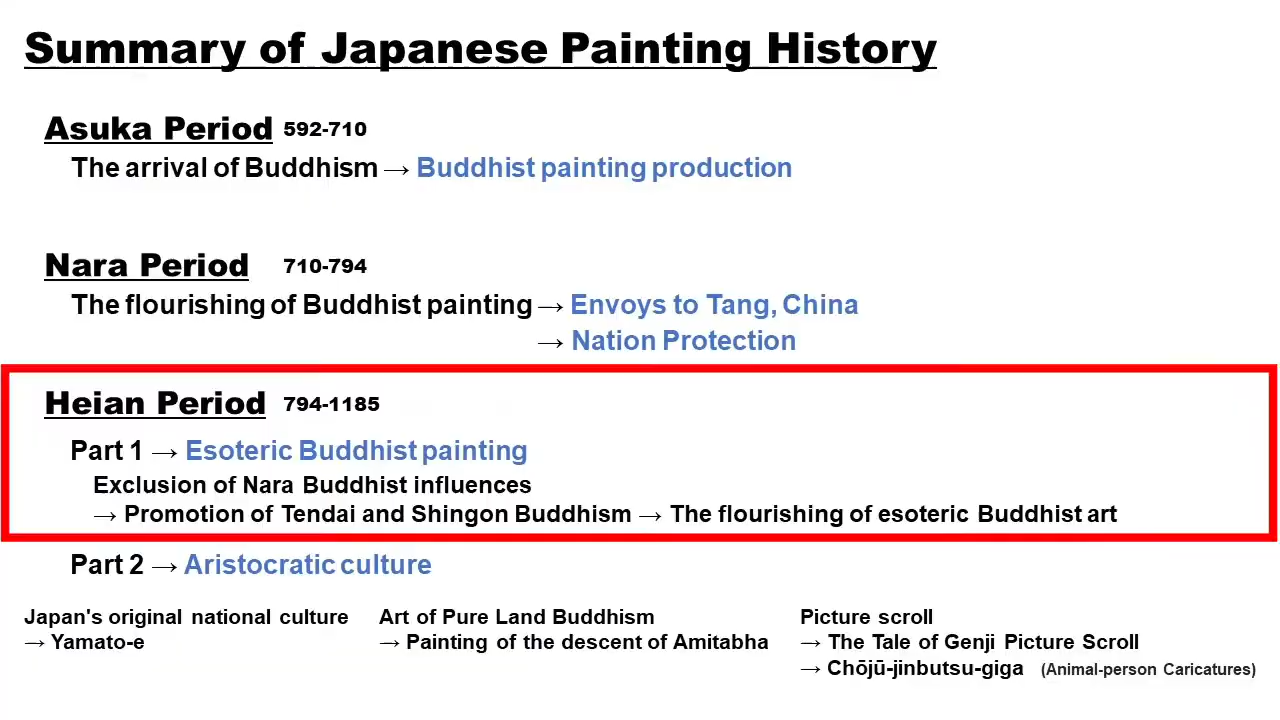 Summary of Japanese Painting History
Asuka Period 592-710
The arrival of Buddhism → Buddhist painting production
Nara Period 710-794
The flourishing of Buddhist painting → Envoys to Tang, China
→ Nation Protection
Heian Period 794-1185
Part 1 → Esoteric Buddhist painting
Exclusion of Nara Buddhist influences
→ Promotion of Tendai and Shingon Buddhism → The flourishing of esoteric Buddhist art
Part 2 → Aristocratic culture
Japan's original national culture
→ Yamato-e
Art of Pure Land Buddhism
→ Painting of the descent of Amitabha
Picture scroll
→ The Tale of Genji Picture Scroll
→ Chōjū-jinbutsu-giga (Animal-person Caricatures)